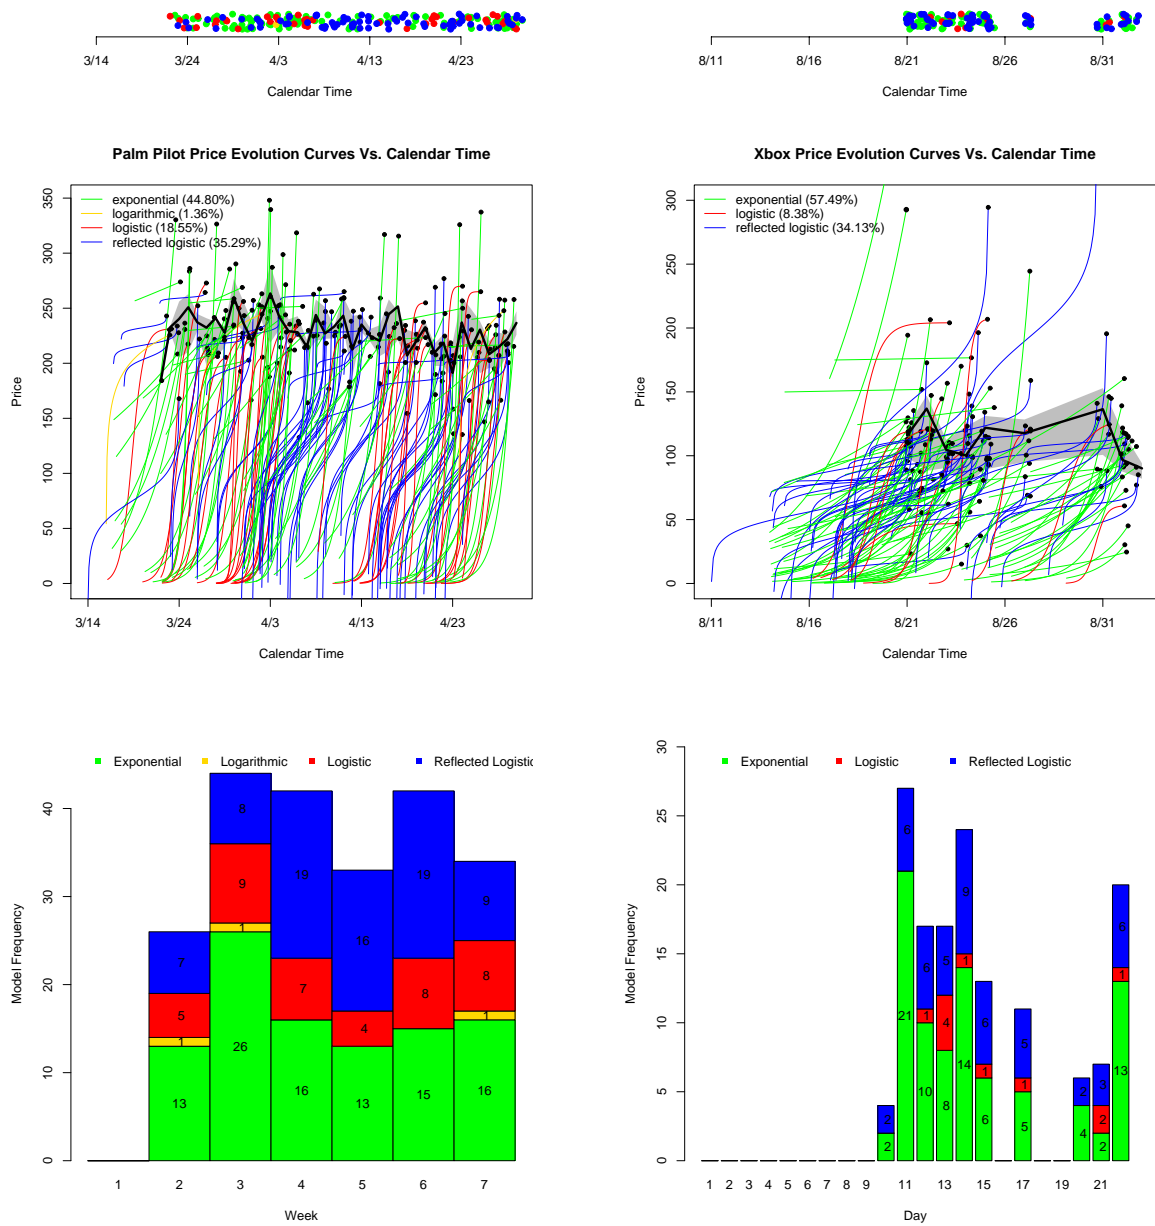 3/14 3/24 4/3 4/13 4/23
Calendar Time
8/11 8/16 8/21 8/26 8/31
Calendar Time
Palm Pilot Price Evolution Curves Vs. Calendar Time
exponential (44.80%)
logarithmic (1.36%)
logistic (18.55%)
reflected logistic (35.29%)
350
300
250
200
150
100
50
0
Price
3/14 3/24 4/3 4/13 4/23
Calendar Time
Xbox Price Evolution Curves Vs. Calendar Time
exponential (57.49%)
logistic (8.38%)
reflected logistic (34.13%)
300
250
200
150
100
50
0
Price
8/11 8/16 8/21 8/26 8/31
Calendar Time
Exponential Logarithmic Logistic Reflected Logistic
40
30
20
10
0
Model Frequency
7 5 1 13
8 9 1 26
19 7 16
16 4 13
19 8 15
9 8 1 16
1 2 3 4 5 6 7
Week
Exponential Logistic Reflected Logistic
30
25
20
15
10
5
0
Model Frequency
2 2
6 21
6 1 10
5 4 8
9 1 14
6 1 6
5 1 5
2 4
3 2 2
6 1 13
1 2 3 4 5 6 7 8 9 11 13 15 17 19 21
Day